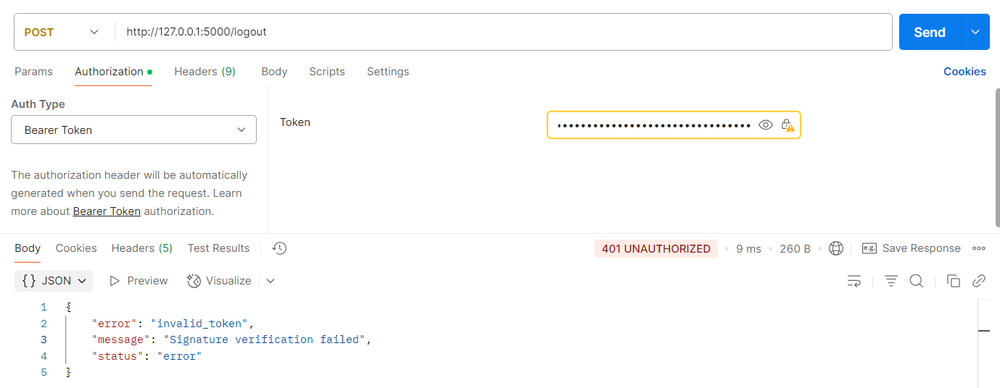 POST http://127.0.0.1:5000/logout Send
Params Authorization Headers (9) Body Scripts Settings Cookies
Auth Type
Bearer Token
Token
The authorization header will be automatically
generated when you send the request. Learn
more about Bearer Token authorization.
Body Cookies Headers (5) Test Results 401 UNAUTHORIZED 9 ms 260 B e.g. Save Response
{} JSON Preview Visualize
1 {
2 "error": "invalid_token",
3 "message": "Signature verification failed",
4 "status": "error"
5 }